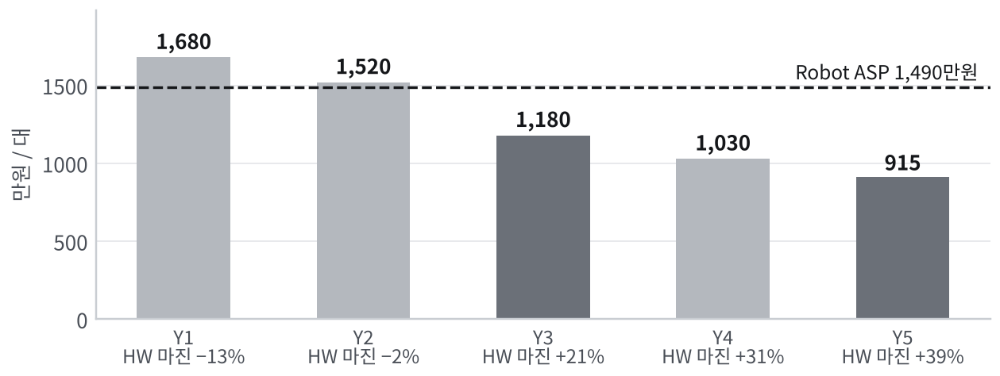 1,680
1,520
Robot ASP 1,490만원
1500
1,180
1,030
915
만원 / 대
1000
500
0
Y1
HW 마진 −13%
Y2
HW 마진 −2%
Y3
HW 마진 +21%
Y4
HW 마진 +31%
Y5
HW 마진 +39%